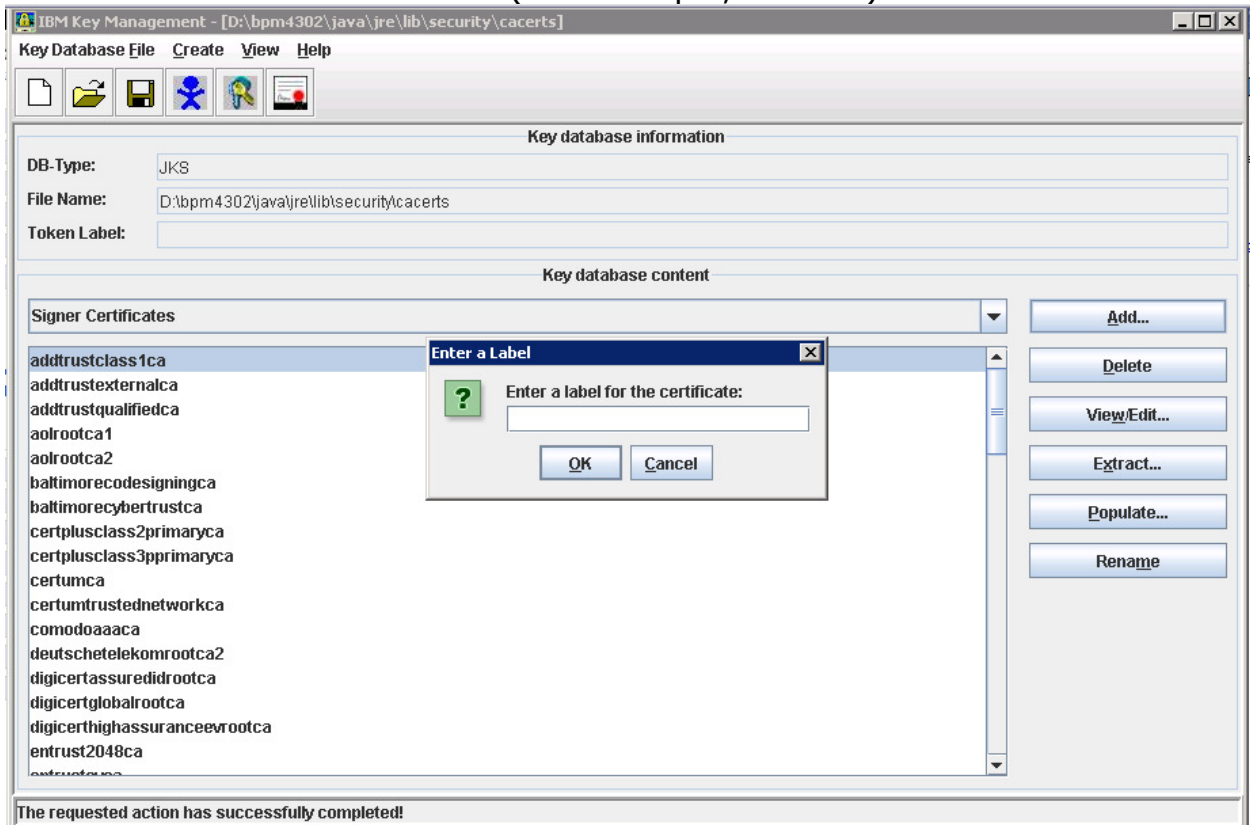 IBM Key Management - [D:\bpm4302\java\jre\lib\security\cacerts]
Key Database File Create View Help
Key database information
DB-Type: JKS
File Name: D:\bpm4302\java\jre\lib\security\cacerts
Token Label:
Key database content
Signer Certificates
Add...
addtrustclass1ca
addtrustexternalca
addtrustqualifiedca
aolrootca1
aolrootca2
baltimorecodesigningca
baltimorecybertrustca
certplusclass2primaryca
certplusclass3pprimaryca
certumca
certumtrustednetworkca
comodoaaaca
deutschetelekomrootca2
digicertassuredidrootca
digicertglobalrootca
digicerthighassuranceevrootca
entrust2048ca
Enter a Label
Enter a label for the certificate:
OK Cancel
Delete
View/Edit...
Extract...
Populate...
Rename
The requested action has successfully completed!